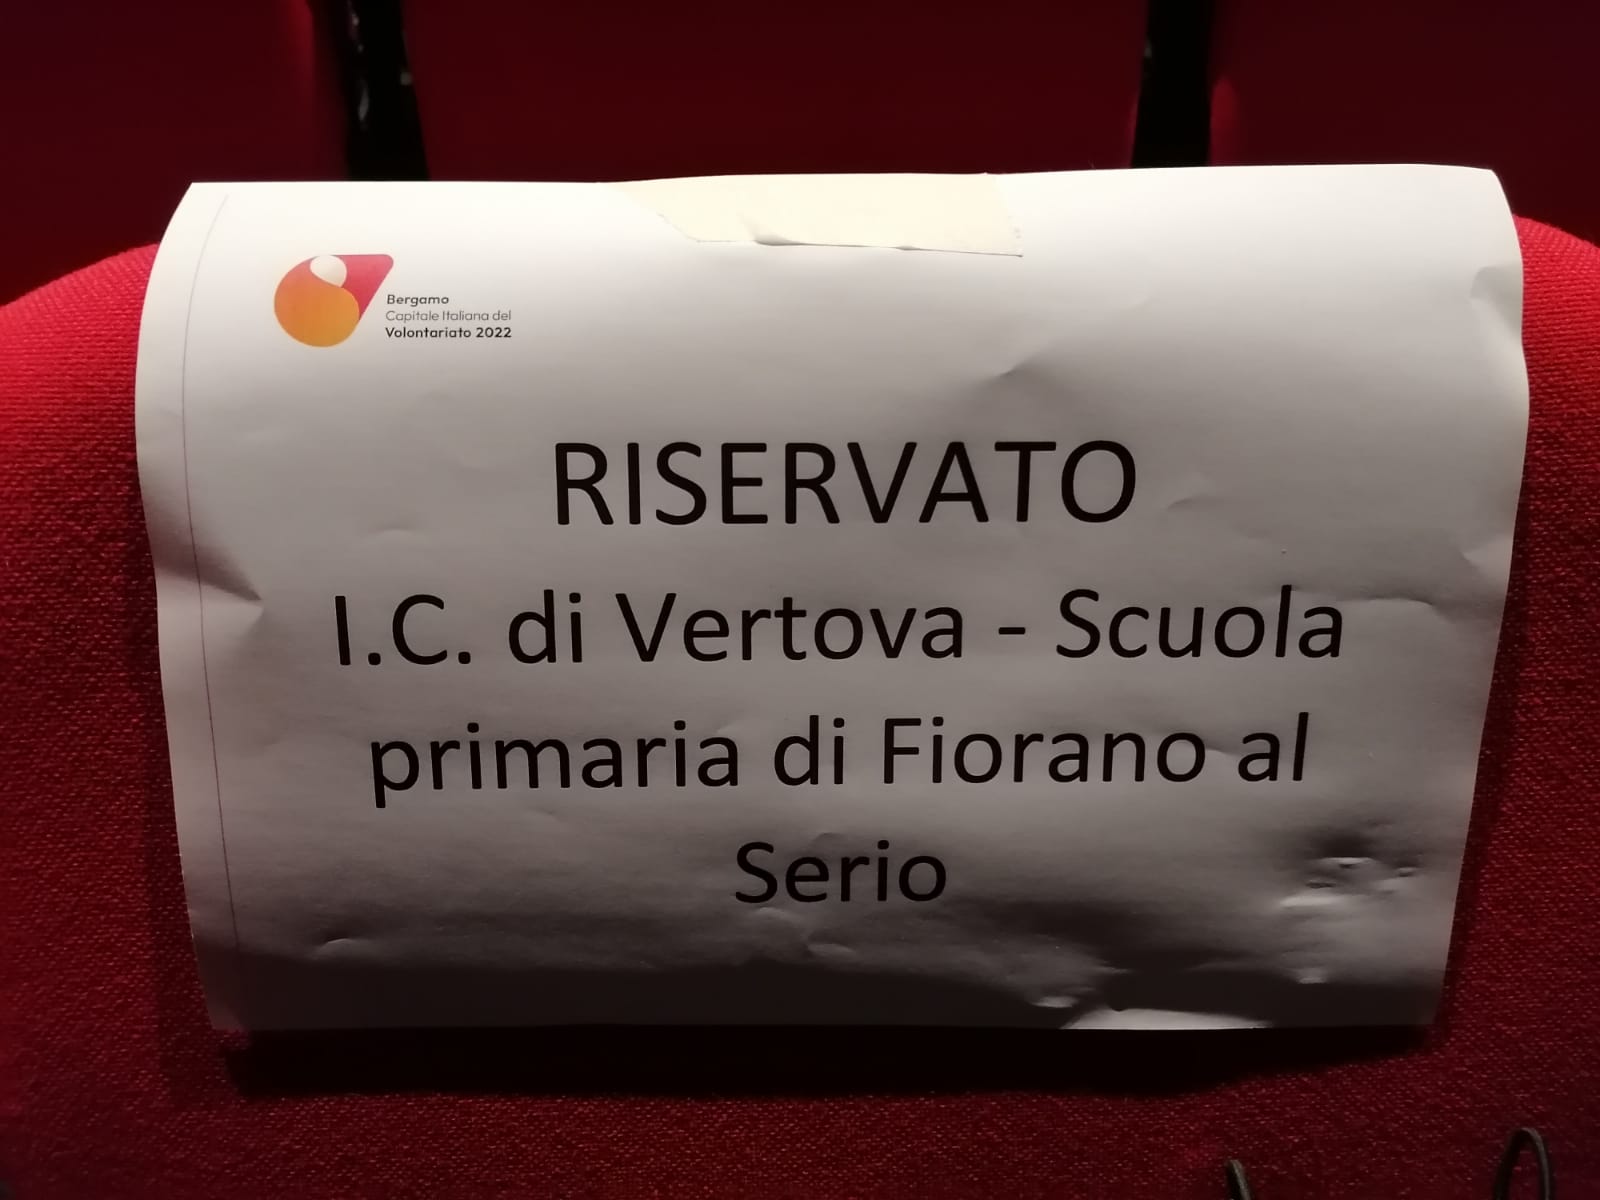 Bergamo
Capitale Italiana del
Volontariato 2022
RISERVATO
I.C. di Vertova - Scuola
primaria di Fiorano al
Serio